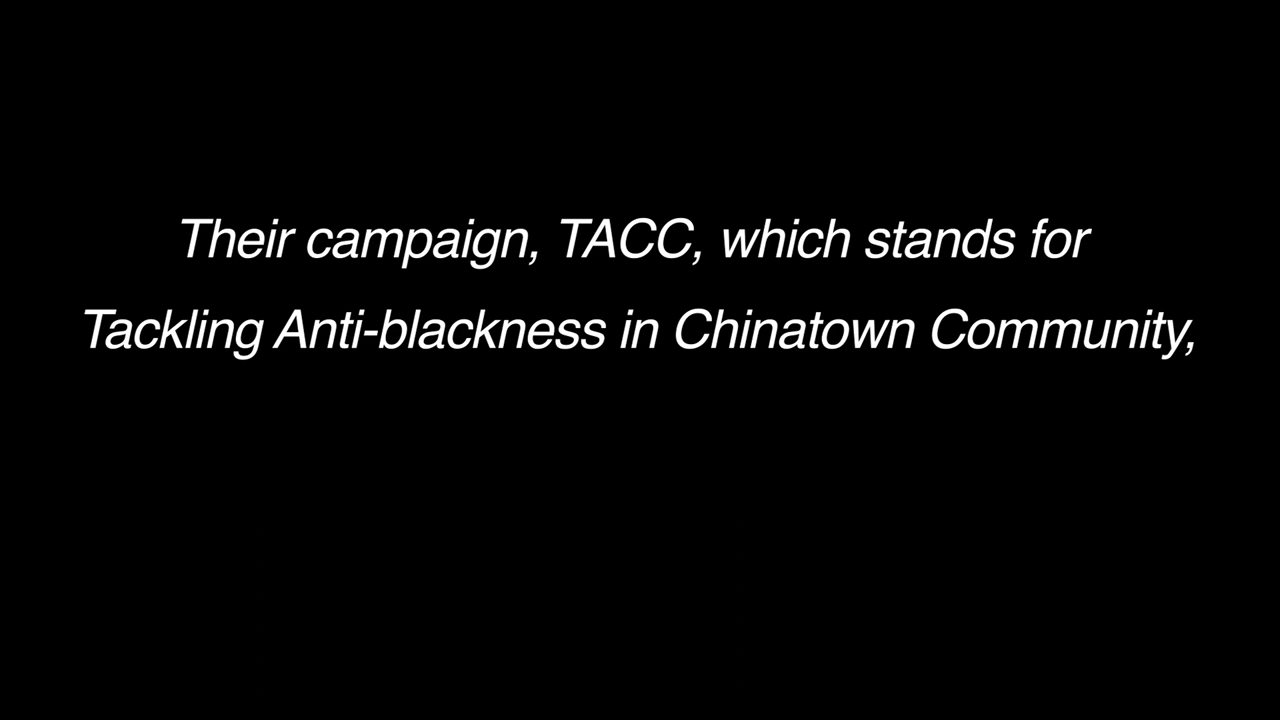 Their campaign, TACC, which stands for
Tackling Anti-blackness in Chinatown Community,